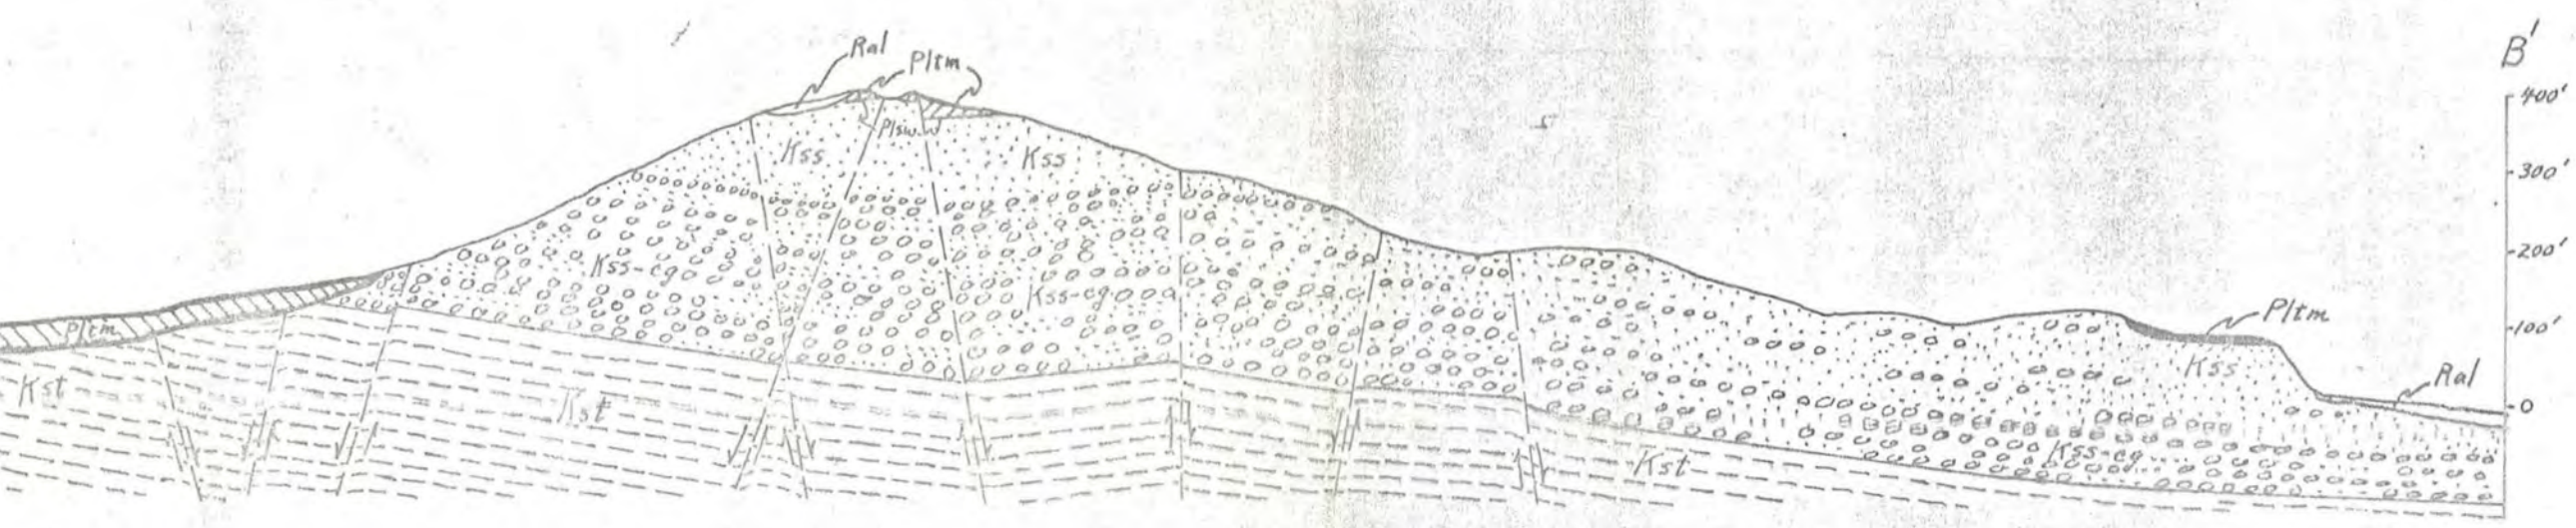 B'
Ral
Pltm
400'
Plsw
Kss
Kss
300'
200'
Kss-cg
Kss-cg
Pltm
100'
Pltm
Kss
Kst
Kst
Ral
0
Kss-cg
Kst